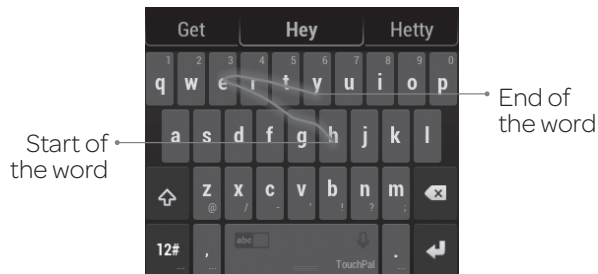 Get Hey Hetty
1 2 3 4 5 6 7 8 9 0
q w e r t y u i o p
End of
the word
a s d f g h j k l
Start of
the word
z x c v b n m
@ / - ' ! ? ;
12# , abc . 
... TouchPal ...